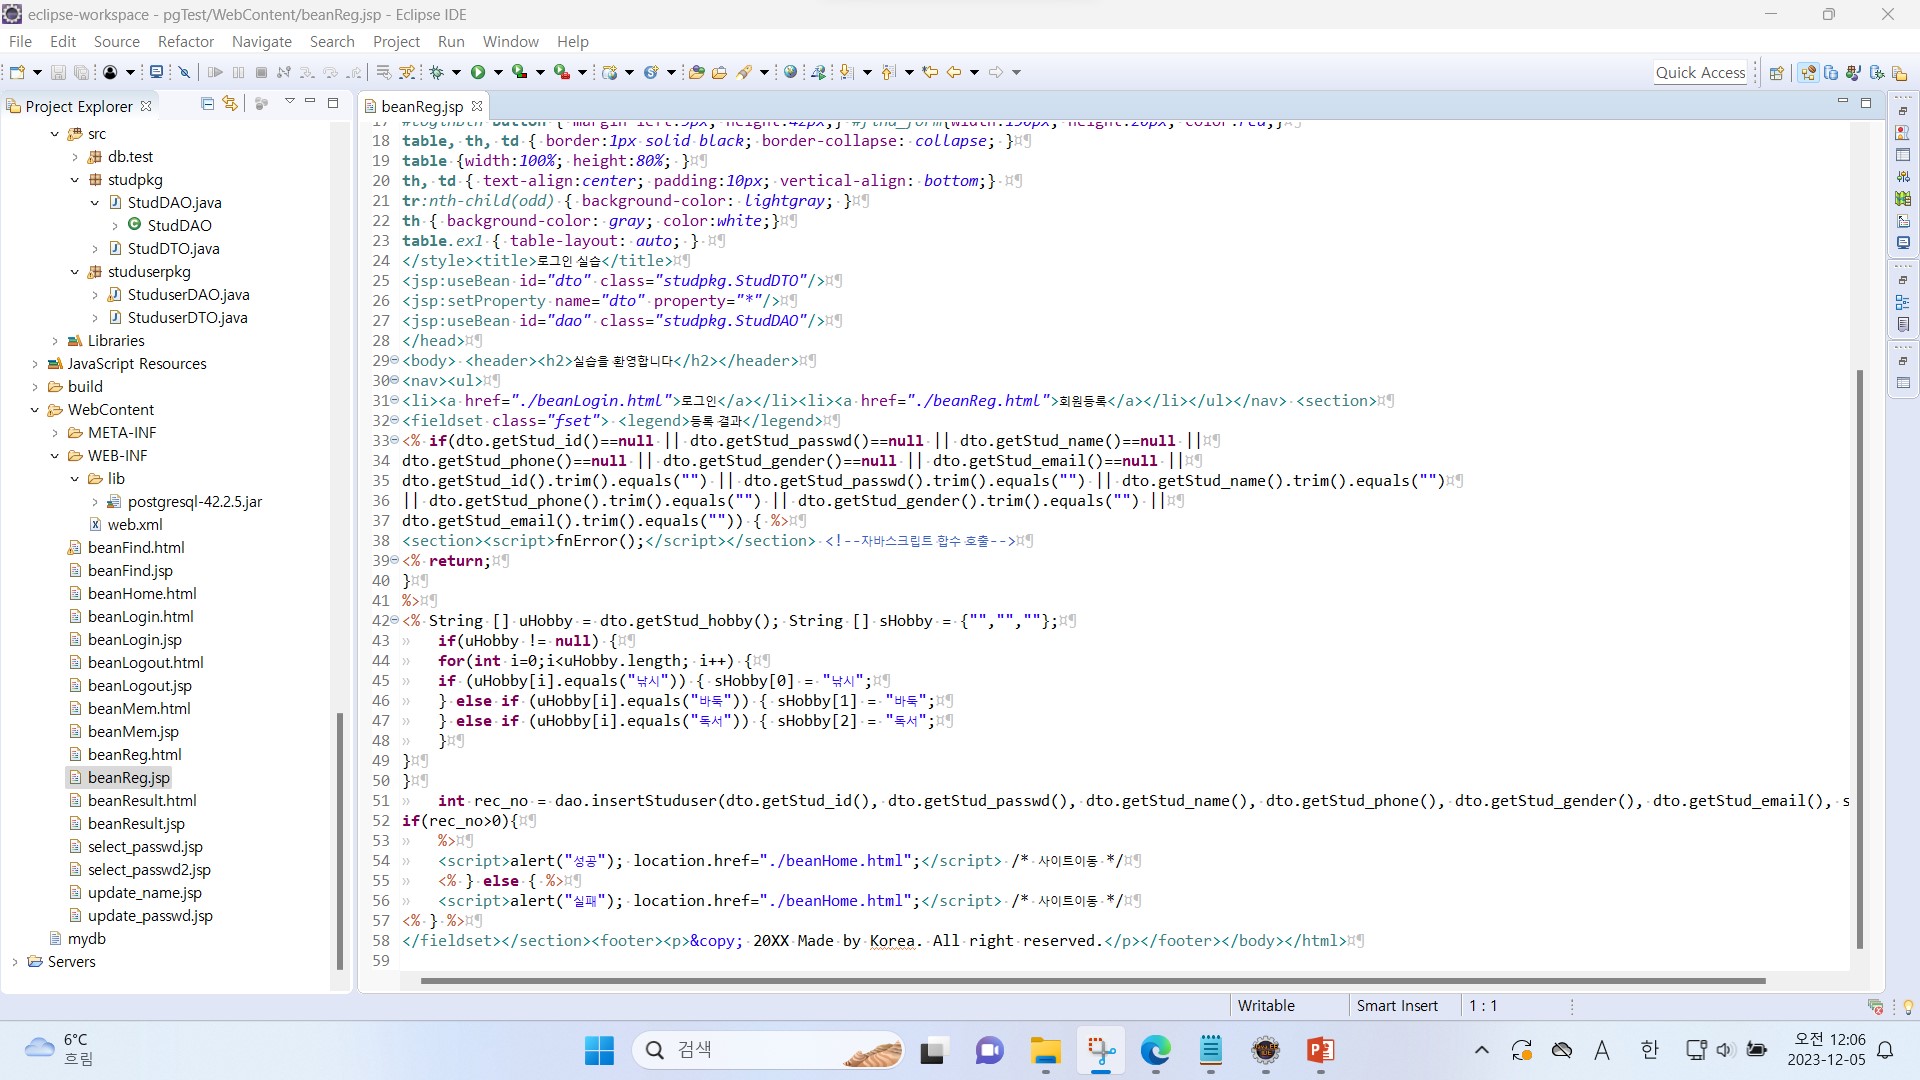 eclipse-workspace - pgTest/WebContent/beanReg.jsp - Eclipse IDE
File Edit Source Refactor Navigate Search Project Run Window Help
Quick Access
Project Explorer
src
db.test
studpkg
StudDAO.java
StudDAO
StudDTO.java
studuserpkg
StuduserDAO.java
StuduserDTO.java
Libraries
JavaScript Resources
build
WebContent
META-INF
WEB-INF
lib
postgresql-42.2.5.jar
web.xml
beanFind.html
beanFind.jsp
beanHome.html
beanLogin.html
beanLogin.jsp
beanLogout.html
beanLogout.jsp
beanMem.html
beanMem.jsp
beanReg.html
beanReg.jsp
beanResult.html
beanResult.jsp
select_passwd.jsp
select_passwd2.jsp
update_name.jsp
update_passwd.jsp
mydb
Servers
beanReg.jsp
18 table, th, td { border:1px solid black; border-collapse: collapse; }
19 table {width:100%; height:80%; }
20 th, td { text-align:center; padding:10px; vertical-align: bottom;}
21 tr:nth-child(odd) { background-color: lightgray; }
22 th { background-color: gray; color:white;}
23 table.ex1 { table-layout: auto; }
24 </style><title>로그인 실습</title>
25 <jsp:useBean id="dto" class="studpkg.StudDTO"/>
26 <jsp:setProperty name="dto" property="*"/>
27 <jsp:useBean id="dao" class="studpkg.StudDAO"/>
28 </head>
29 <body> <header><h2>실습을 환영합니다</h2></header>
30 <nav><ul>
31 <li><a href="./beanLogin.html">로그인</a></li><li><a href="./beanReg.html">회원등록</a></li></ul></nav> <section>
32 <fieldset class="fset"> <legend>등록 결과</legend>
33 <% if(dto.getStud_id()==null || dto.getStud_passwd()==null || dto.getStud_name()==null ||
34 dto.getStud_phone()==null || dto.getStud_gender()==null || dto.getStud_email()==null ||
35 dto.getStud_id().trim().equals("") || dto.getStud_passwd().trim().equals("") || dto.getStud_name().trim().equals("")
36 || dto.getStud_phone().trim().equals("") || dto.getStud_gender().trim().equals("") ||
37 dto.getStud_email().trim().equals("")) { %>
38 <section><script>fnError();</script></section> <!--자바스크립트 함수 호출-->
39 <% return;
40 }
41 %>
42 <% String [] uHobby = dto.getStud_hobby(); String [] sHobby = {"","",""};
43 if(uHobby != null) {
44 for(int i=0;i<uHobby.length; i++) {
45 if (uHobby[i].equals("낚시")) { sHobby[0] = "낚시";
46 } else if (uHobby[i].equals("바둑")) { sHobby[1] = "바둑";
47 } else if (uHobby[i].equals("독서")) { sHobby[2] = "독서";
48 }
49 }
50 }
51 int rec_no = dao.insertStuduser(dto.getStud_id(), dto.getStud_passwd(), dto.getStud_name(), dto.getStud_phone(), dto.getStud_gender(), dto.getStud_email(), s
52 if(rec_no>0){
53 %>
54 <script>alert("성공"); location.href="./beanHome.html";</script> /* 사이트이동 */
55 <% } else { %>
56 <script>alert("실패"); location.href="./beanHome.html";</script> /* 사이트이동 */
57 <% } %>
58 </fieldset></section><footer><p>&copy; 20XX Made by Korea. All right reserved.</p></footer></body></html>
59
Writable Smart Insert 1 : 1
6°C
흐림
검색
A 한
오전 12:06
2023-12-05